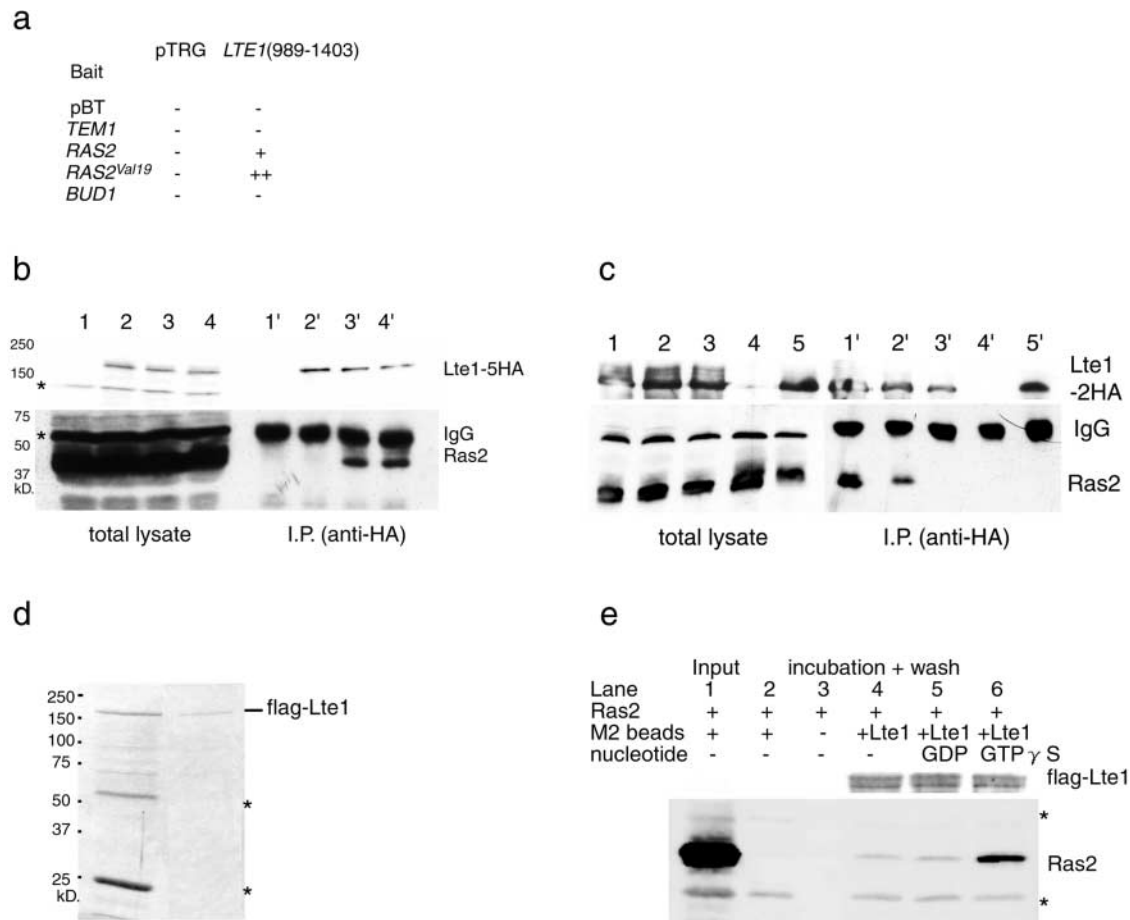 a
pTRG LTE1(989-1403)
Bait
pBT - -
TEM1 - -
RAS2 - +
RAS2Val19 - ++
BUD1 - -
b
1 2 3 4 1' 2' 3' 4'
250
150
*
Lte1-5HA
75
*
50
37
kD.
IgG
Ras2
total lysate I.P. (anti-HA)
c
1 2 3 4 5 1' 2' 3' 4' 5'
Lte1
-2HA
IgG
Ras2
total lysate I.P. (anti-HA)
d
250
150
100
75
50
37
25
kD.
flag-Lte1
*
*
e
Input incubation + wash
Lane 1 2 3 4 5 6
Ras2 + + + + + +
M2 beads + + - +Lte1 +Lte1 +Lte1
nucleotide - - - - GDP GTP γ S
flag-Lte1
*
Ras2
*